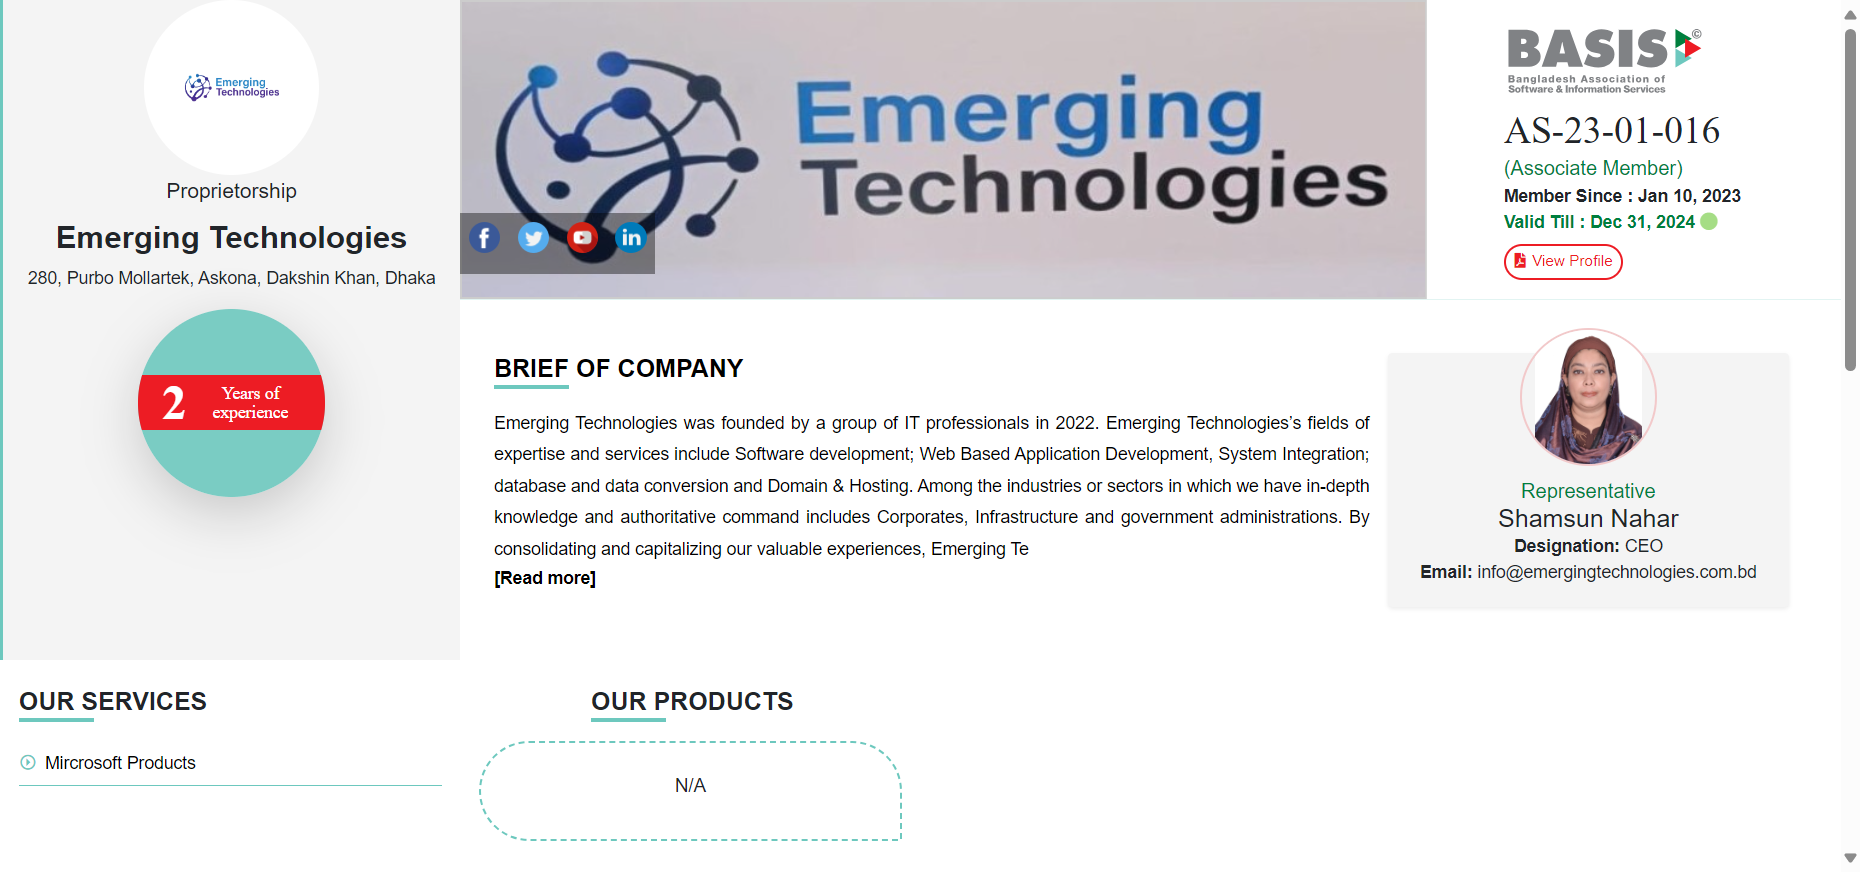 Emerging
Technologies
Proprietorship
Emerging Technologies
280, Purbo Mollartek, Askona, Dakshin Khan, Dhaka
2 Years of
experience
Emerging
Technologies
BASIS©
Bangladesh Association of
Software & Information Services
AS-23-01-016
(Associate Member)
Member Since : Jan 10, 2023
Valid Till : Dec 31, 2024
View Profile
BRIEF OF COMPANY
Emerging Technologies was founded by a group of IT professionals in 2022. Emerging Technologies’s fields of
expertise and services include Software development; Web Based Application Development, System Integration;
database and data conversion and Domain & Hosting. Among the industries or sectors in which we have in-depth
knowledge and authoritative command includes Corporates, Infrastructure and government administrations. By
consolidating and capitalizing our valuable experiences, Emerging Te
[Read more]
Representative
Shamsun Nahar
Designation: CEO
Email: info@emergingtechnologies.com.bd
OUR SERVICES
Mircrosoft Products
OUR PRODUCTS
N/A